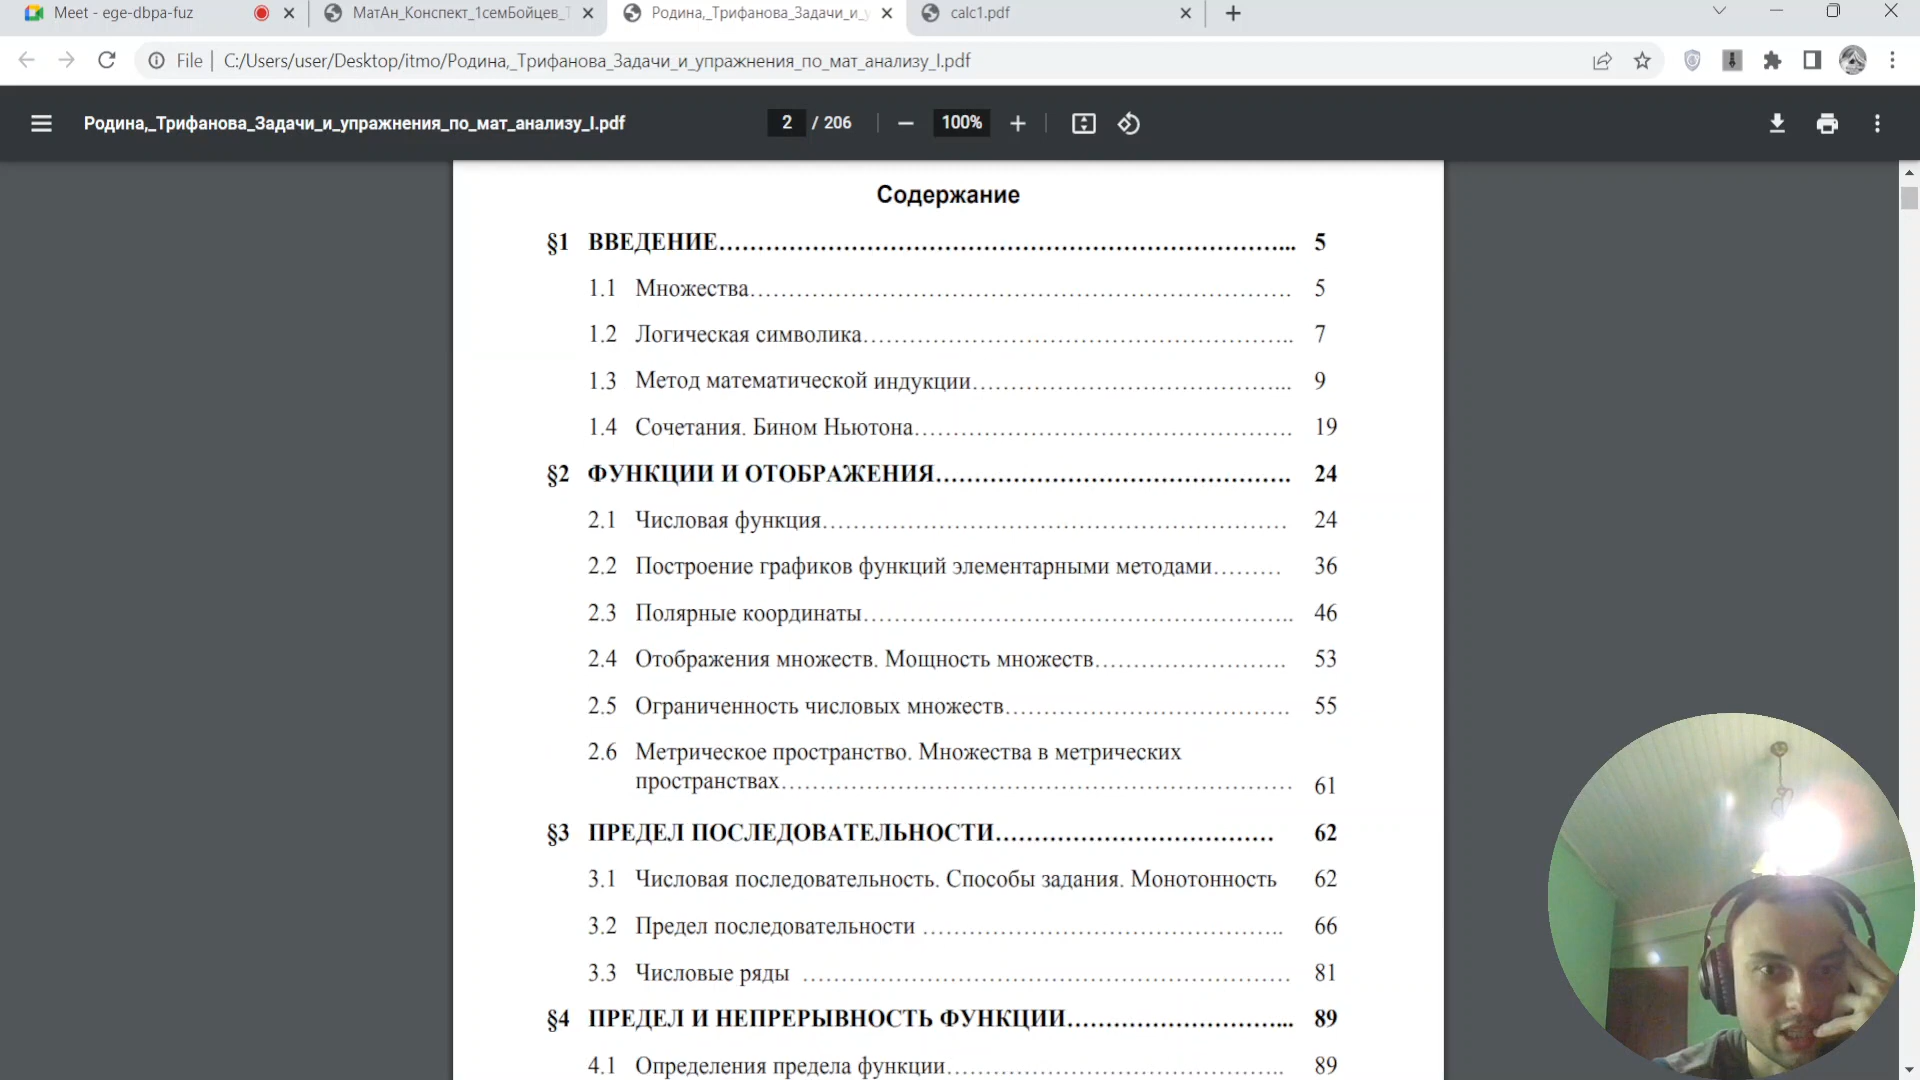 Meet - ege-dbpa-fuz
МатАн_Конспект_1семБойцев_
Родина,_Трифанова_Задачи_и_у
calc1.pdf
File | C:/Users/user/Desktop/itmo/Родина,_Трифанова_Задачи_и_упражнения_по_мат_анализу_I.pdf
Родина,_Трифанова_Задачи_и_упражнения_по_мат_анализу_I.pdf
2 / 206
100%
Содержание
§1 ВВЕДЕНИЕ 5
1.1 Множества 5
1.2 Логическая символика 7
1.3 Метод математической индукции 9
1.4 Сочетания. Бином Ньютона 19
§2 ФУНКЦИИ И ОТОБРАЖЕНИЯ 24
2.1 Числовая функция 24
2.2 Построение графиков функций элементарными методами 36
2.3 Полярные координаты 46
2.4 Отображения множеств. Мощность множеств 53
2.5 Ограниченность числовых множеств 55
2.6 Метрическое пространство. Множества в метрических
пространствах 61
§3 ПРЕДЕЛ ПОСЛЕДОВАТЕЛЬНОСТИ 62
3.1 Числовая последовательность. Способы задания. Монотонность 62
3.2 Предел последовательности 66
3.3 Числовые ряды 81
§4 ПРЕДЕЛ И НЕПРЕРЫВНОСТЬ ФУНКЦИИ 89
4.1 Определения предела функции 89